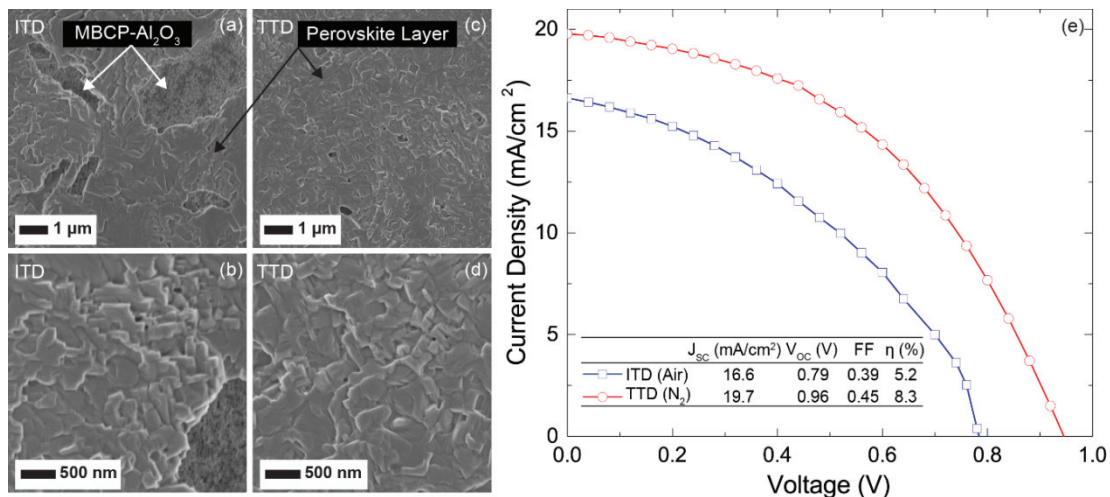 ITD (a)
MBCP-Al₂O₃
TTD (c)
Perovskite Layer
1 µm
1 µm
ITD (b)
500 nm
TTD (d)
500 nm
(e)
Current Density (mA/cm²)
20
15
10
5
0
J_SC (mA/cm²) V_OC (V) FF η (%)
ITD (Air) 16.6 0.79 0.39 5.2
TTD (N₂) 19.7 0.96 0.45 8.3
0.0 0.2 0.4 0.6 0.8 1.0
Voltage (V)